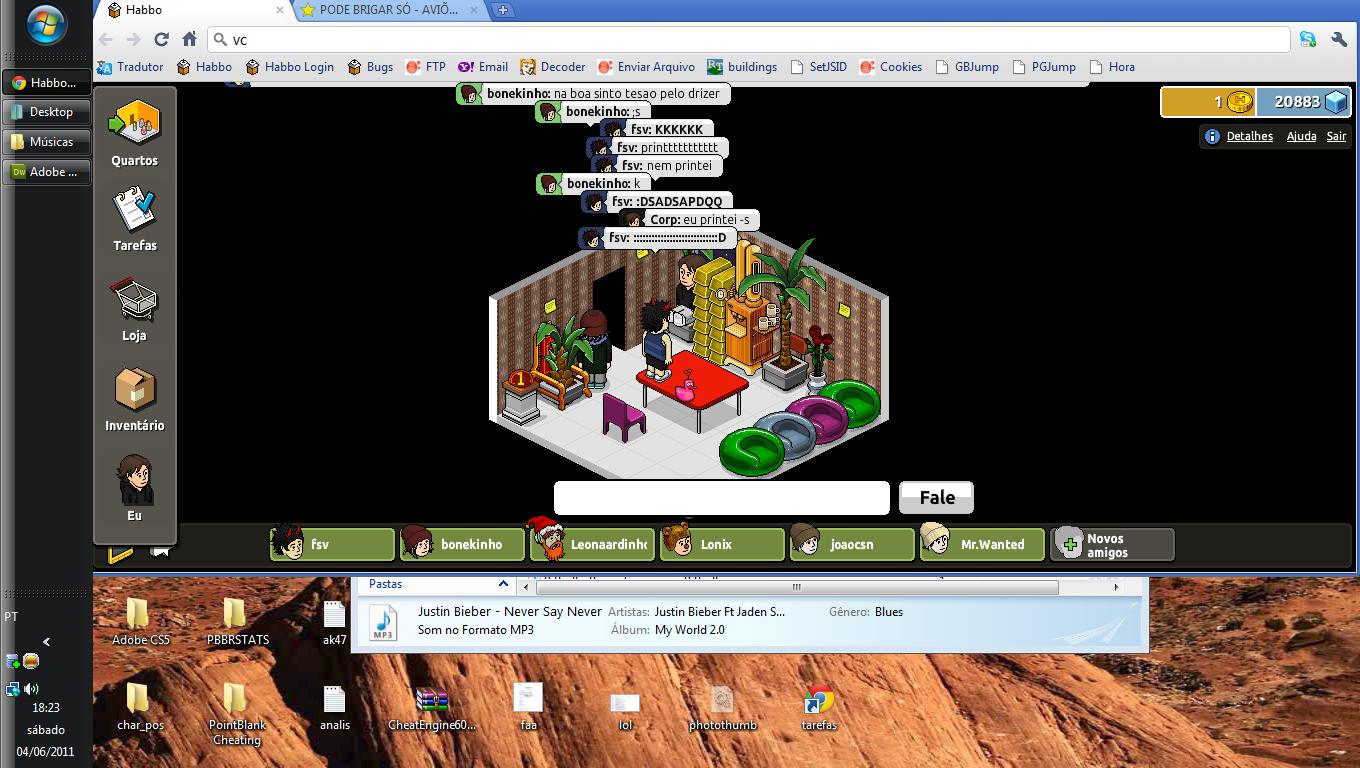 Habbo
PODE BRIGAR SÓ - AVIÕ...
vc
Tradutor
Habbo
Habbo Login
Bugs
FTP
Email
Decoder
Enviar Arquivo
buildings
SetJSID
Cookies
GBJump
PGJump
Hora
Habbo...
Desktop
Músicas
Adobe ...
Quartos
Tarefas
Loja
Inventário
Eu
bonekinho: na boa sinto tesao pelo drizer
bonekinho: ;s
fsv: KKKKKK
fsv: printttttttttttt
fsv: nem printei
bonekinho: k
fsv: :DSADSAPDQQ
Corp: eu printei -s
fsv: ::::::::::::::::::::::::::::D
1
20883
Detalhes
Ajuda
Sair
1
Fale
fsv
bonekinho
Leonaardinho
Lonix
joaocsn
Mr.Wanted
Novos
amigos
Pastas
Justin Bieber - Never Say Never
Artistas: Justin Bieber Ft Jaden S...
Gênero: Blues
Som no Formato MP3
Álbum: My World 2.0
MP3
Adobe CS5
PBBRSTATS
ak47
char_pos
PointBlank
Cheating
analis
CheatEngine60...
faa
lol
photothumb
tarefas
PT
18:23
sábado
04/06/2011